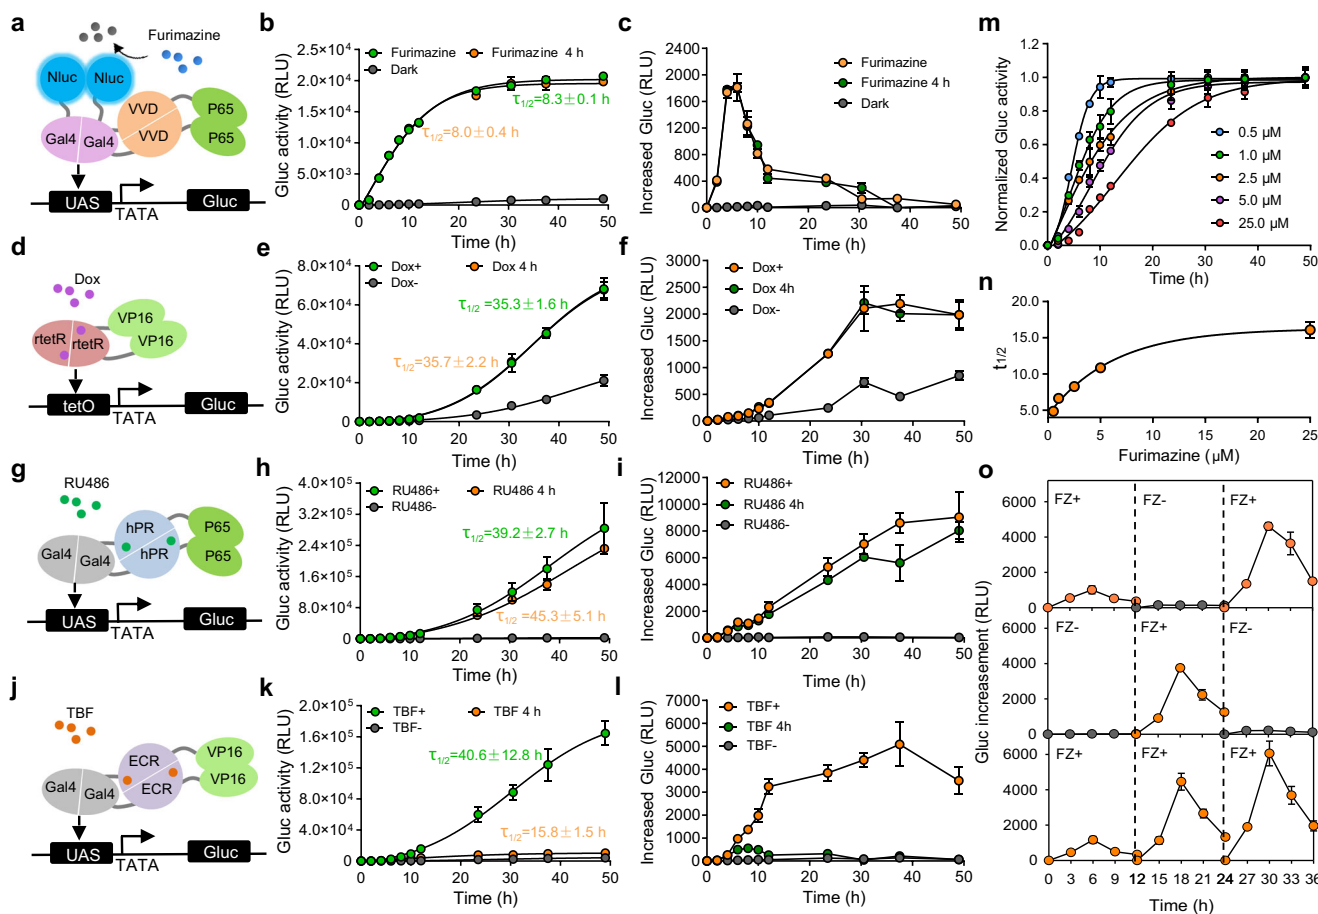 a
Furimazine
Nluc Nluc
VVD
VVD
P65
P65
Gal4 Gal4
UAS
TATA
Gluc
b
Furimazine
Furimazine 4 h
Dark
Gluc activity (RLU)
2.5×10⁴
2.0×10⁴
1.5×10⁴
1.0×10⁴
5.0×10³
0
τ1/2=8.3±0.1 h
τ1/2=8.0±0.4 h
0 10 20 30 40 50
Time (h)
c
Furimazine
Furimazine 4 h
Dark
Increased Gluc (RLU)
2400
2000
1600
1200
800
400
0
0 10 20 30 40 50
Time (h)
d
Dox
rtetR
rtetR
VP16
VP16
tetO
TATA
Gluc
e
Dox+
Dox 4 h
Dox-
Gluc activity (RLU)
8.0×10⁴
6.0×10⁴
4.0×10⁴
2.0×10⁴
0
τ1/2 =35.3±1.6 h
τ1/2 =35.7±2.2 h
0 10 20 30 40 50
Time (h)
f
Dox+
Dox 4h
Dox-
Increased Gluc (RLU)
3000
2500
2000
1500
1000
500
0
0 10 20 30 40 50
Time (h)
g
RU486
hPR
hPR
P65
P65
Gal4 Gal4
UAS
TATA
Gluc
h
RU486+
RU486 4h
RU486-
Gluc activity (RLU)
4.0×10⁵
3.2×10⁵
2.4×10⁵
1.6×10⁵
8.0×10⁴
0
τ1/2=39.2±2.7 h
τ1/2 =45.3±5.1 h
0 10 20 30 40 50
Time (h)
i
RU486+
RU486 4h
RU486-
Increased Gluc (RLU)
12000
10000
8000
6000
4000
2000
0
0 10 20 30 40 50
Time (h)
j
TBF
ECR
ECR
VP16
VP16
Gal4 Gal4
UAS
TATA
Gluc
k
TBF+
TBF 4 h
TBF-
Gluc activity (RLU)
2.0×10⁵
1.6×10⁵
1.2×10⁵
8.0×10⁴
4.0×10⁴
0
τ1/2=40.6±12.8 h
τ1/2=15.8±1.5 h
0 10 20 30 40 50
Time (h)
l
TBF+
TBF 4h
TBF-
Increased Gluc (RLU)
7000
6000
5000
4000
3000
2000
1000
0
0 10 20 30 40 50
Time (h)
m
Normalized Gluc activity
1.2
1.0
0.8
0.6
0.4
0.2
0.0
0.5 μM
1.0 μM
2.5 μM
5.0 μM
25.0 μM
0 10 20 30 40 50
Time (h)
n
t1/2
20.0
15.0
10.0
5.0
0 5 10 15 20 25
Furimazine (μM)
o
Gluc increasement (RLU)
FZ+ FZ- FZ+
6000
4000
2000
0
FZ- FZ+ FZ-
6000
4000
2000
0
FZ+ FZ+ FZ+
6000
4000
2000
0
0 3 6 9 12 15 18 21 24 27 30 33 36
Time (h)